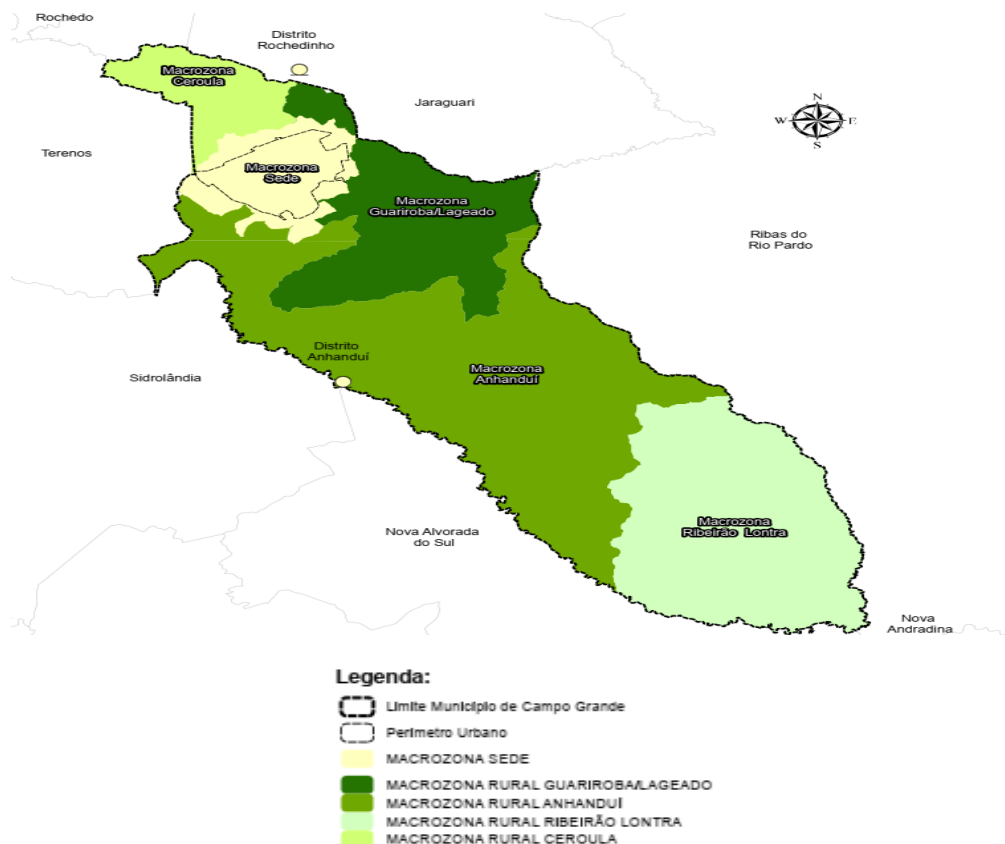 Rochedo
Distrito
Rochedinho
Macrozona
Ceroula
Jaraguari
N
W E
S
Terenos
Macrozona
Sede
Macrozona
Guariroba/Lageado
Ribas do
Rio Pardo
Distrito
Anhanduí
Macrozona
Anhanduí
Sidrolândia
Macrozona
Ribeirão Lontra
Nova Alvorada
do Sul
Nova
Andradina
Legenda:
Limite Município de Campo Grande
Perímetro Urbano
MACROZONA SEDE
MACROZONA RURAL GUARIROBA/LAGEADO
MACROZONA RURAL ANHANDUÍ
MACROZONA RURAL RIBEIRÃO LONTRA
MACROZONA RURAL CEROULA